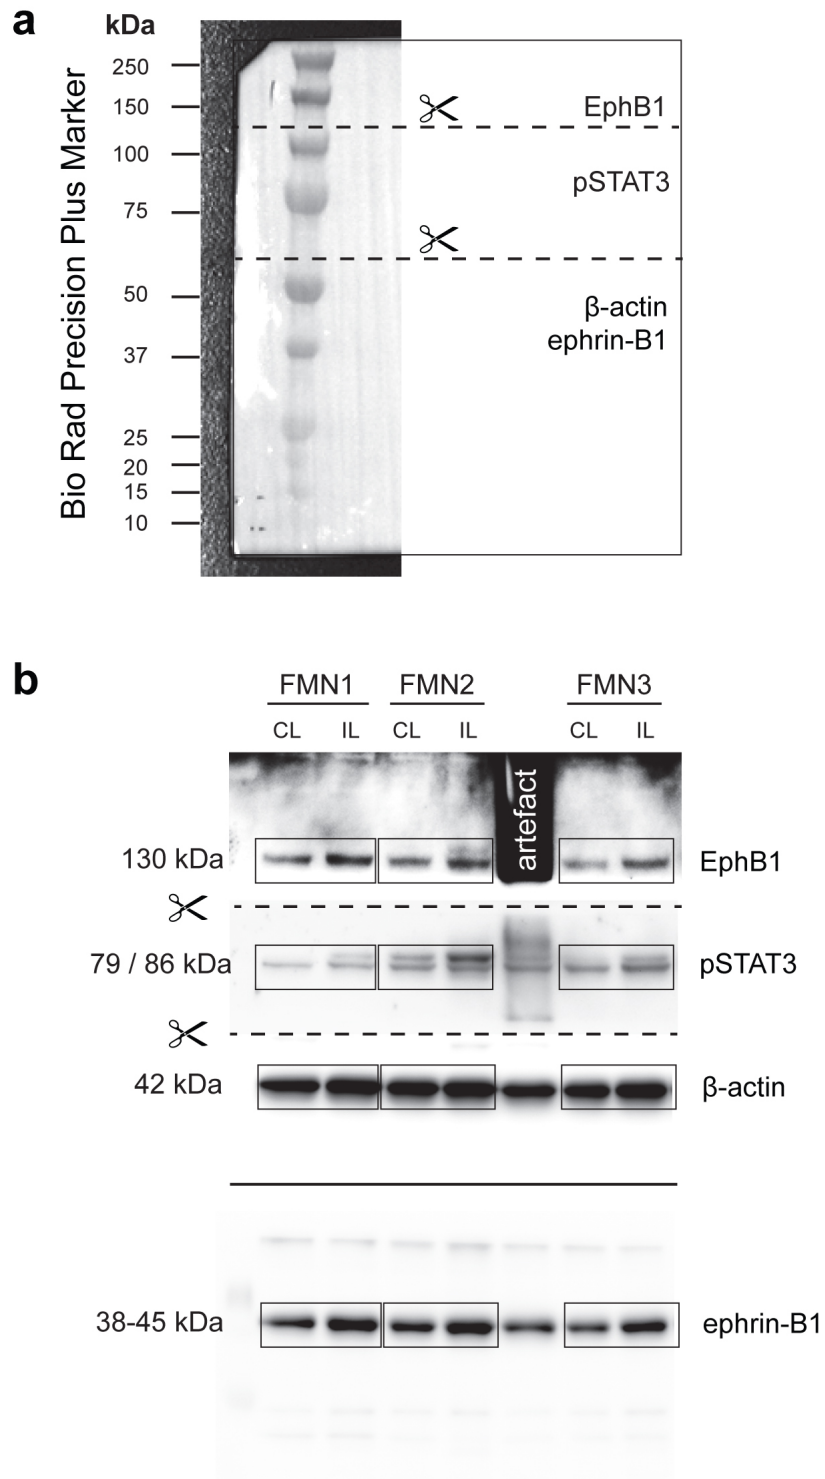 a
kDa
Bio Rad Precision Plus Marker
250
150
100
75
50
37
25
20
15
10
EphB1
pSTAT3
β-actin
ephrin-B1
b
FMN1 FMN2 FMN3
CL IL CL IL CL IL
artefact
130 kDa EphB1
79 / 86 kDa pSTAT3
42 kDa β-actin
38-45 kDa ephrin-B1